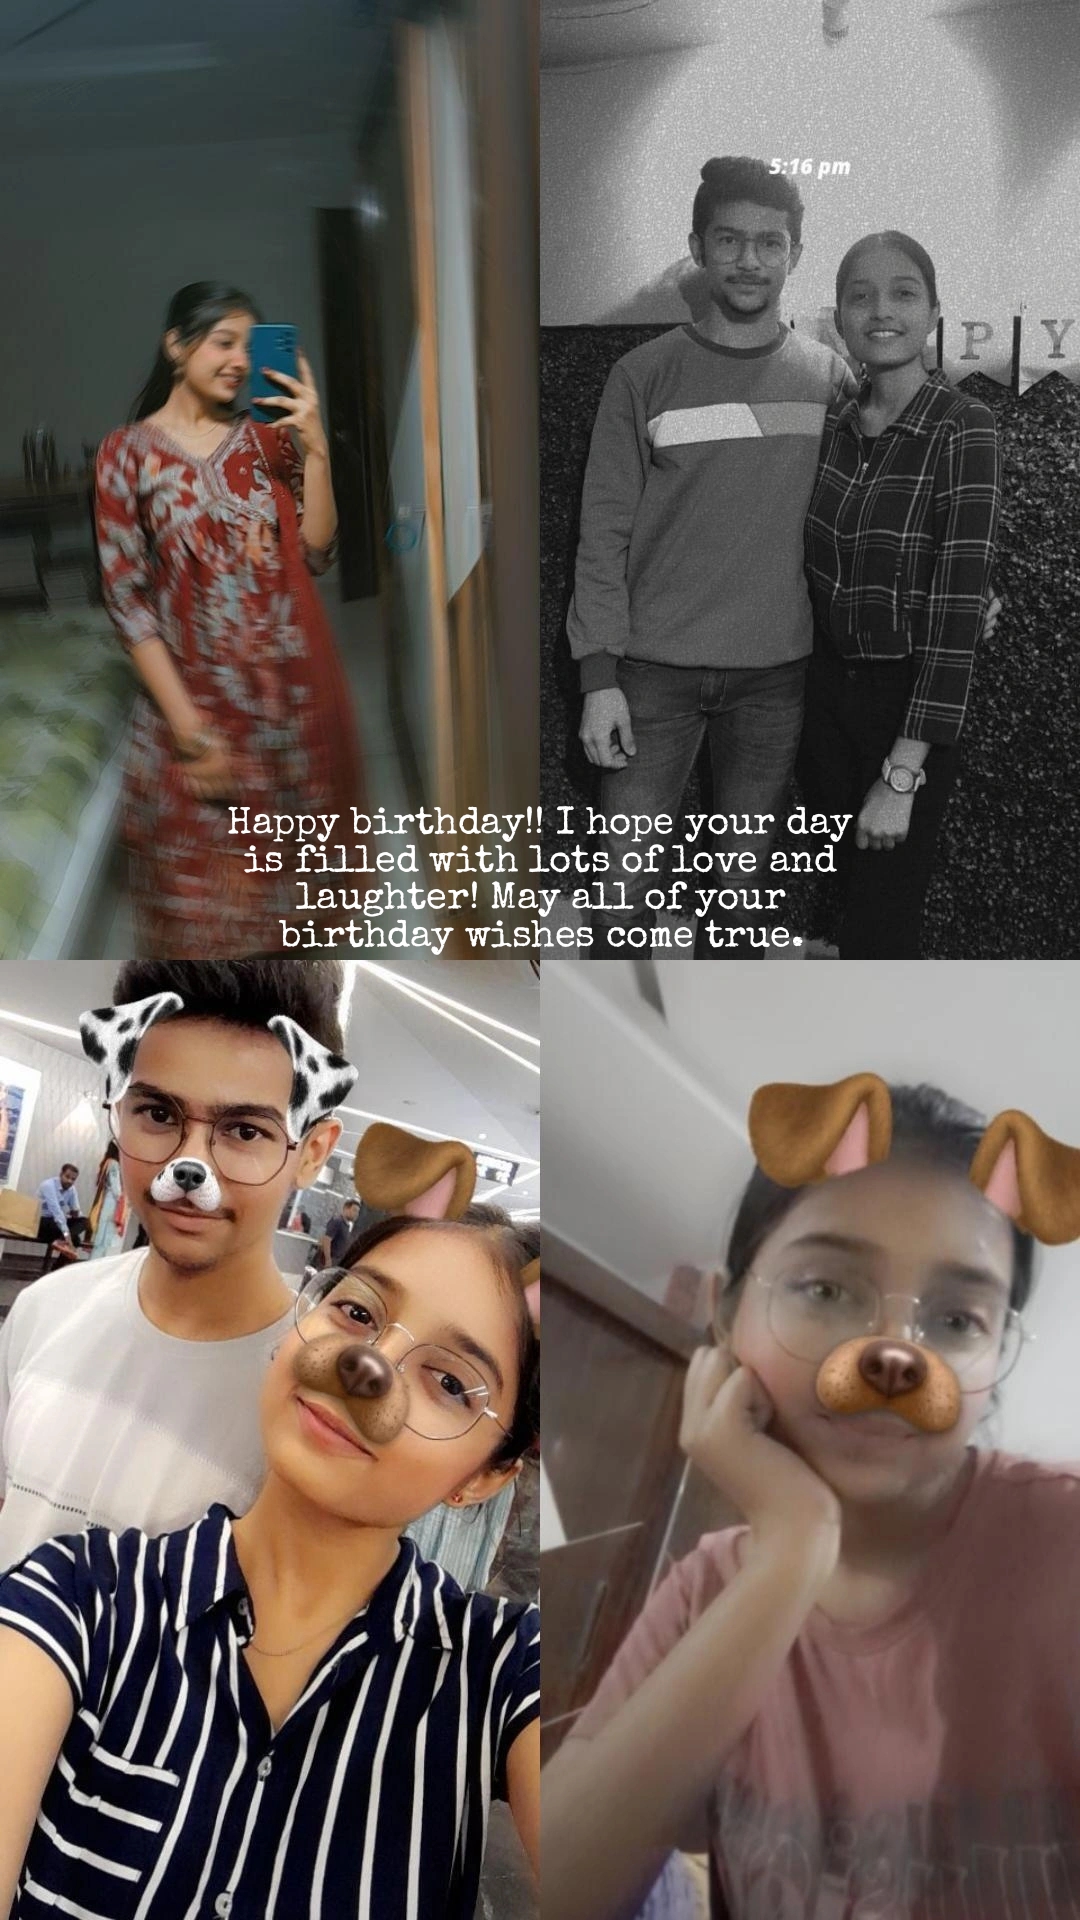 5:16 pm
P Y
Happy birthday!! I hope your day
is filled with lots of love and
laughter! May all of your
birthday wishes come true.